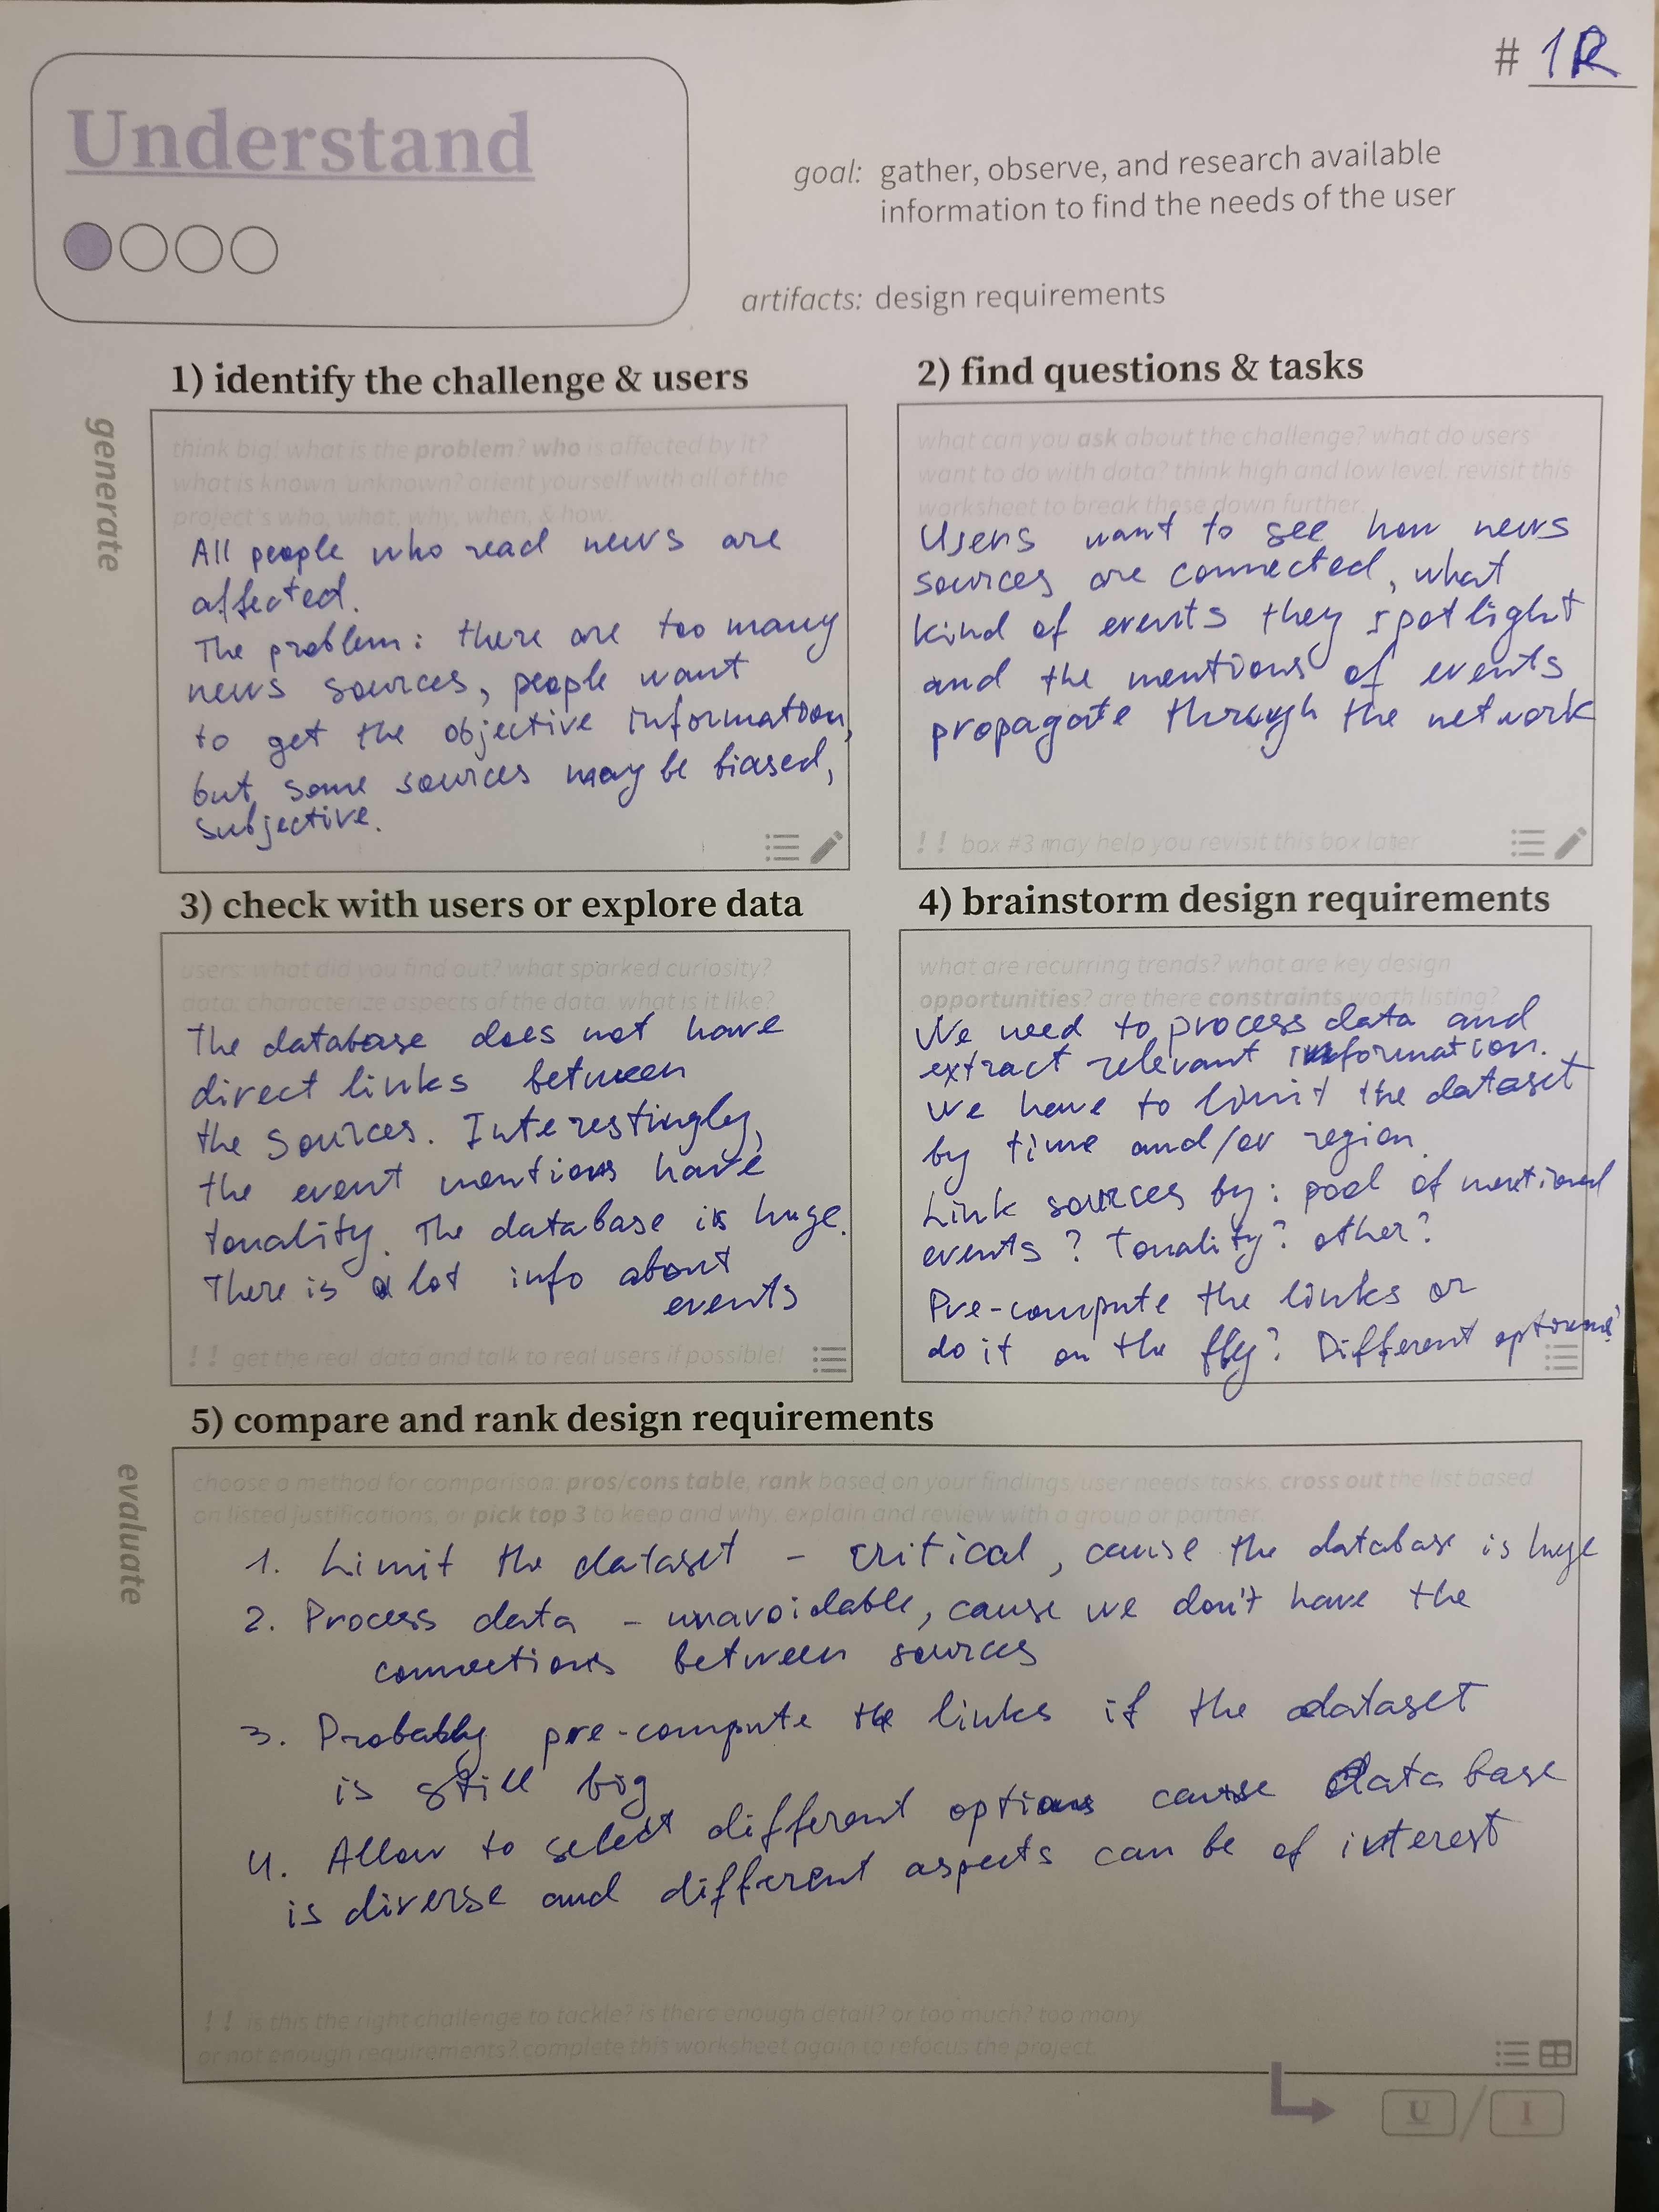 # 1R
Understand
goal: gather, observe, and research available
information to find the needs of the user
artifacts: design requirements
generate
1) identify the challenge & users
think big! what is the problem? who is affected by it?
what is known/unknown? orient yourself with all of the
project's who, what, why, when, & how.
All people who read news are
affected.
The problem: there are too many
news sources, people want
to get the objective information,
but some sources may be biased,
subjective.
2) find questions & tasks
what can you ask about the challenge? what do users
want to do with data? think high and low level. revisit this
worksheet to break these down further.
Users want to see how news
sources are connected, what
kind of events they spotlight
and the mentions of events
propagate through the network
!! box #3 may help you revisit this box later
3) check with users or explore data
users: what did you find out? what sparked curiosity?
data: characterize aspects of the data. what is it like?
The database does not have
direct links between
the sources. Interestingly,
the event mentions have
tonality. The database is huge.
There is a lot info about
events
!! get the real data and talk to real users if possible!
4) brainstorm design requirements
what are recurring trends? what are key design
opportunities? are there constraints worth listing?
We need to process data and
extract relevant information.
We have to limit the dataset
by time and/or region.
Link sources by: pool of mentioned
events? Tonality? other?
Pre-compute the links or
do it on the fly? Different options?
5) compare and rank design requirements
evaluate
choose a method for comparison: pros/cons table, rank based on your findings/user needs/tasks, cross out the list based
on listed justifications, or pick top 3 to keep and why. explain and review with a group or partner.
1. Limit the dataset - critical, cause the database is huge
2. Process data - unavoidable, cause we don't have the
connections between sources
3. Probably pre-compute the links if the dataset
is still big
4. Allow to select different options cause database
is diverse and different aspects can be of interest
!! is this the right challenge to tackle? is there enough detail? or too much? too many
or not enough requirements? complete this worksheet again to refocus the project.
U / I